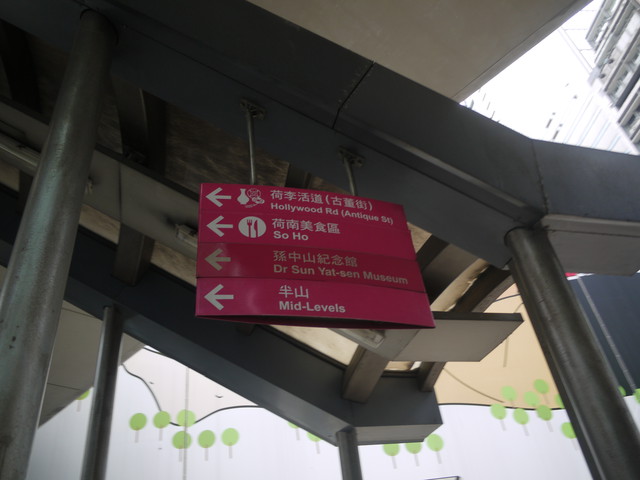 荷李活道(古董街)
Hollywood Rd (Antique St)
荷南美食區
So Ho
孫中山紀念館
Dr Sun Yat-sen Museum
半山
Mid-Levels